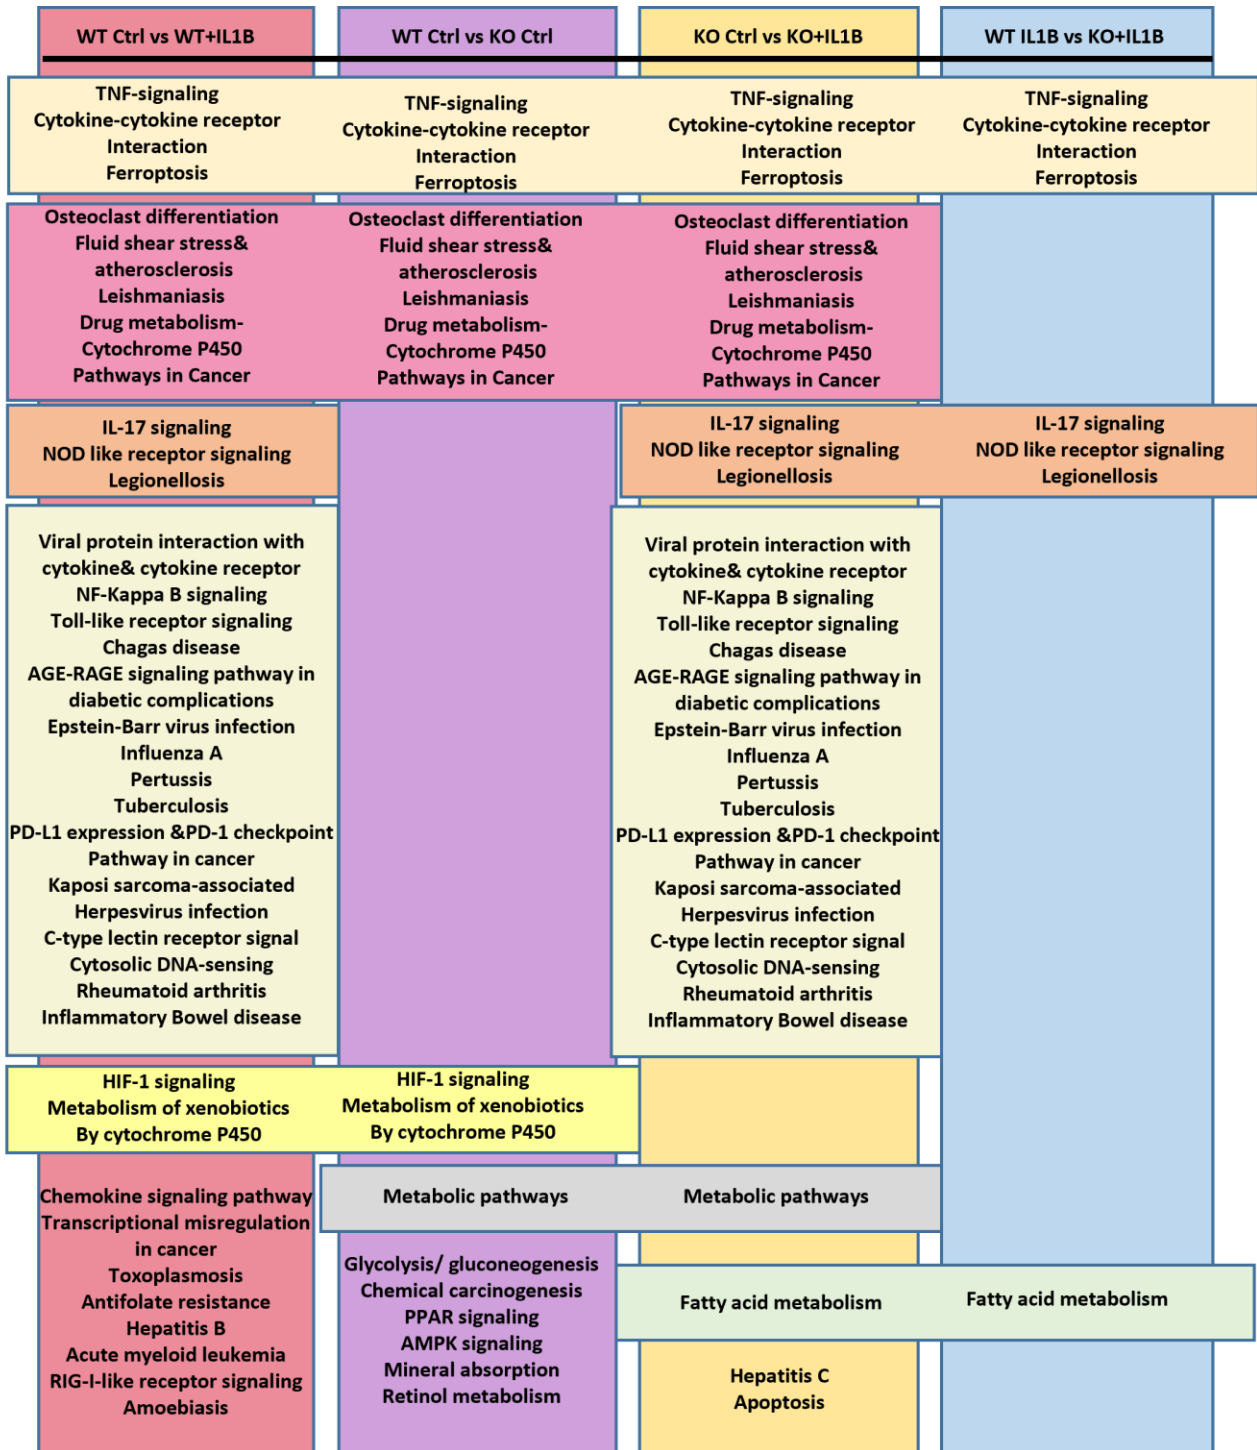 WT Ctrl vs WT+IL1B
WT Ctrl vs KO Ctrl
KO Ctrl vs KO+IL1B
WT IL1B vs KO+IL1B
TNF-signaling
Cytokine-cytokine receptor
Interaction
Ferroptosis
TNF-signaling
Cytokine-cytokine receptor
Interaction
Ferroptosis
TNF-signaling
Cytokine-cytokine receptor
Interaction
Ferroptosis
TNF-signaling
Cytokine-cytokine receptor
Interaction
Ferroptosis
Osteoclast differentiation
Fluid shear stress&
atherosclerosis
Leishmaniasis
Drug metabolism-
Cytochrome P450
Pathways in Cancer
Osteoclast differentiation
Fluid shear stress&
atherosclerosis
Leishmaniasis
Drug metabolism-
Cytochrome P450
Pathways in Cancer
Osteoclast differentiation
Fluid shear stress&
atherosclerosis
Leishmaniasis
Drug metabolism-
Cytochrome P450
Pathways in Cancer
IL-17 signaling
NOD like receptor signaling
Legionellosis
IL-17 signaling
NOD like receptor signaling
Legionellosis
IL-17 signaling
NOD like receptor signaling
Legionellosis
Viral protein interaction with
cytokine& cytokine receptor
NF-Kappa B signaling
Toll-like receptor signaling
Chagas disease
AGE-RAGE signaling pathway in
diabetic complications
Epstein-Barr virus infection
Influenza A
Pertussis
Tuberculosis
PD-L1 expression &PD-1 checkpoint
Pathway in cancer
Kaposi sarcoma-associated
Herpesvirus infection
C-type lectin receptor signal
Cytosolic DNA-sensing
Rheumatoid arthritis
Inflammatory Bowel disease
Viral protein interaction with
cytokine& cytokine receptor
NF-Kappa B signaling
Toll-like receptor signaling
Chagas disease
AGE-RAGE signaling pathway in
diabetic complications
Epstein-Barr virus infection
Influenza A
Pertussis
Tuberculosis
PD-L1 expression &PD-1 checkpoint
Pathway in cancer
Kaposi sarcoma-associated
Herpesvirus infection
C-type lectin receptor signal
Cytosolic DNA-sensing
Rheumatoid arthritis
Inflammatory Bowel disease
HIF-1 signaling
Metabolism of xenobiotics
By cytochrome P450
HIF-1 signaling
Metabolism of xenobiotics
By cytochrome P450
Chemokine signaling pathway
Transcriptional misregulation
in cancer
Toxoplasmosis
Antifolate resistance
Hepatitis B
Acute myeloid leukemia
RIG-I-like receptor signaling
Amoebiasis
Metabolic pathways
Metabolic pathways
Glycolysis/ gluconeogenesis
Chemical carcinogenesis
PPAR signaling
AMPK signaling
Mineral absorption
Retinol metabolism
Fatty acid metabolism
Fatty acid metabolism
Hepatitis C
Apoptosis